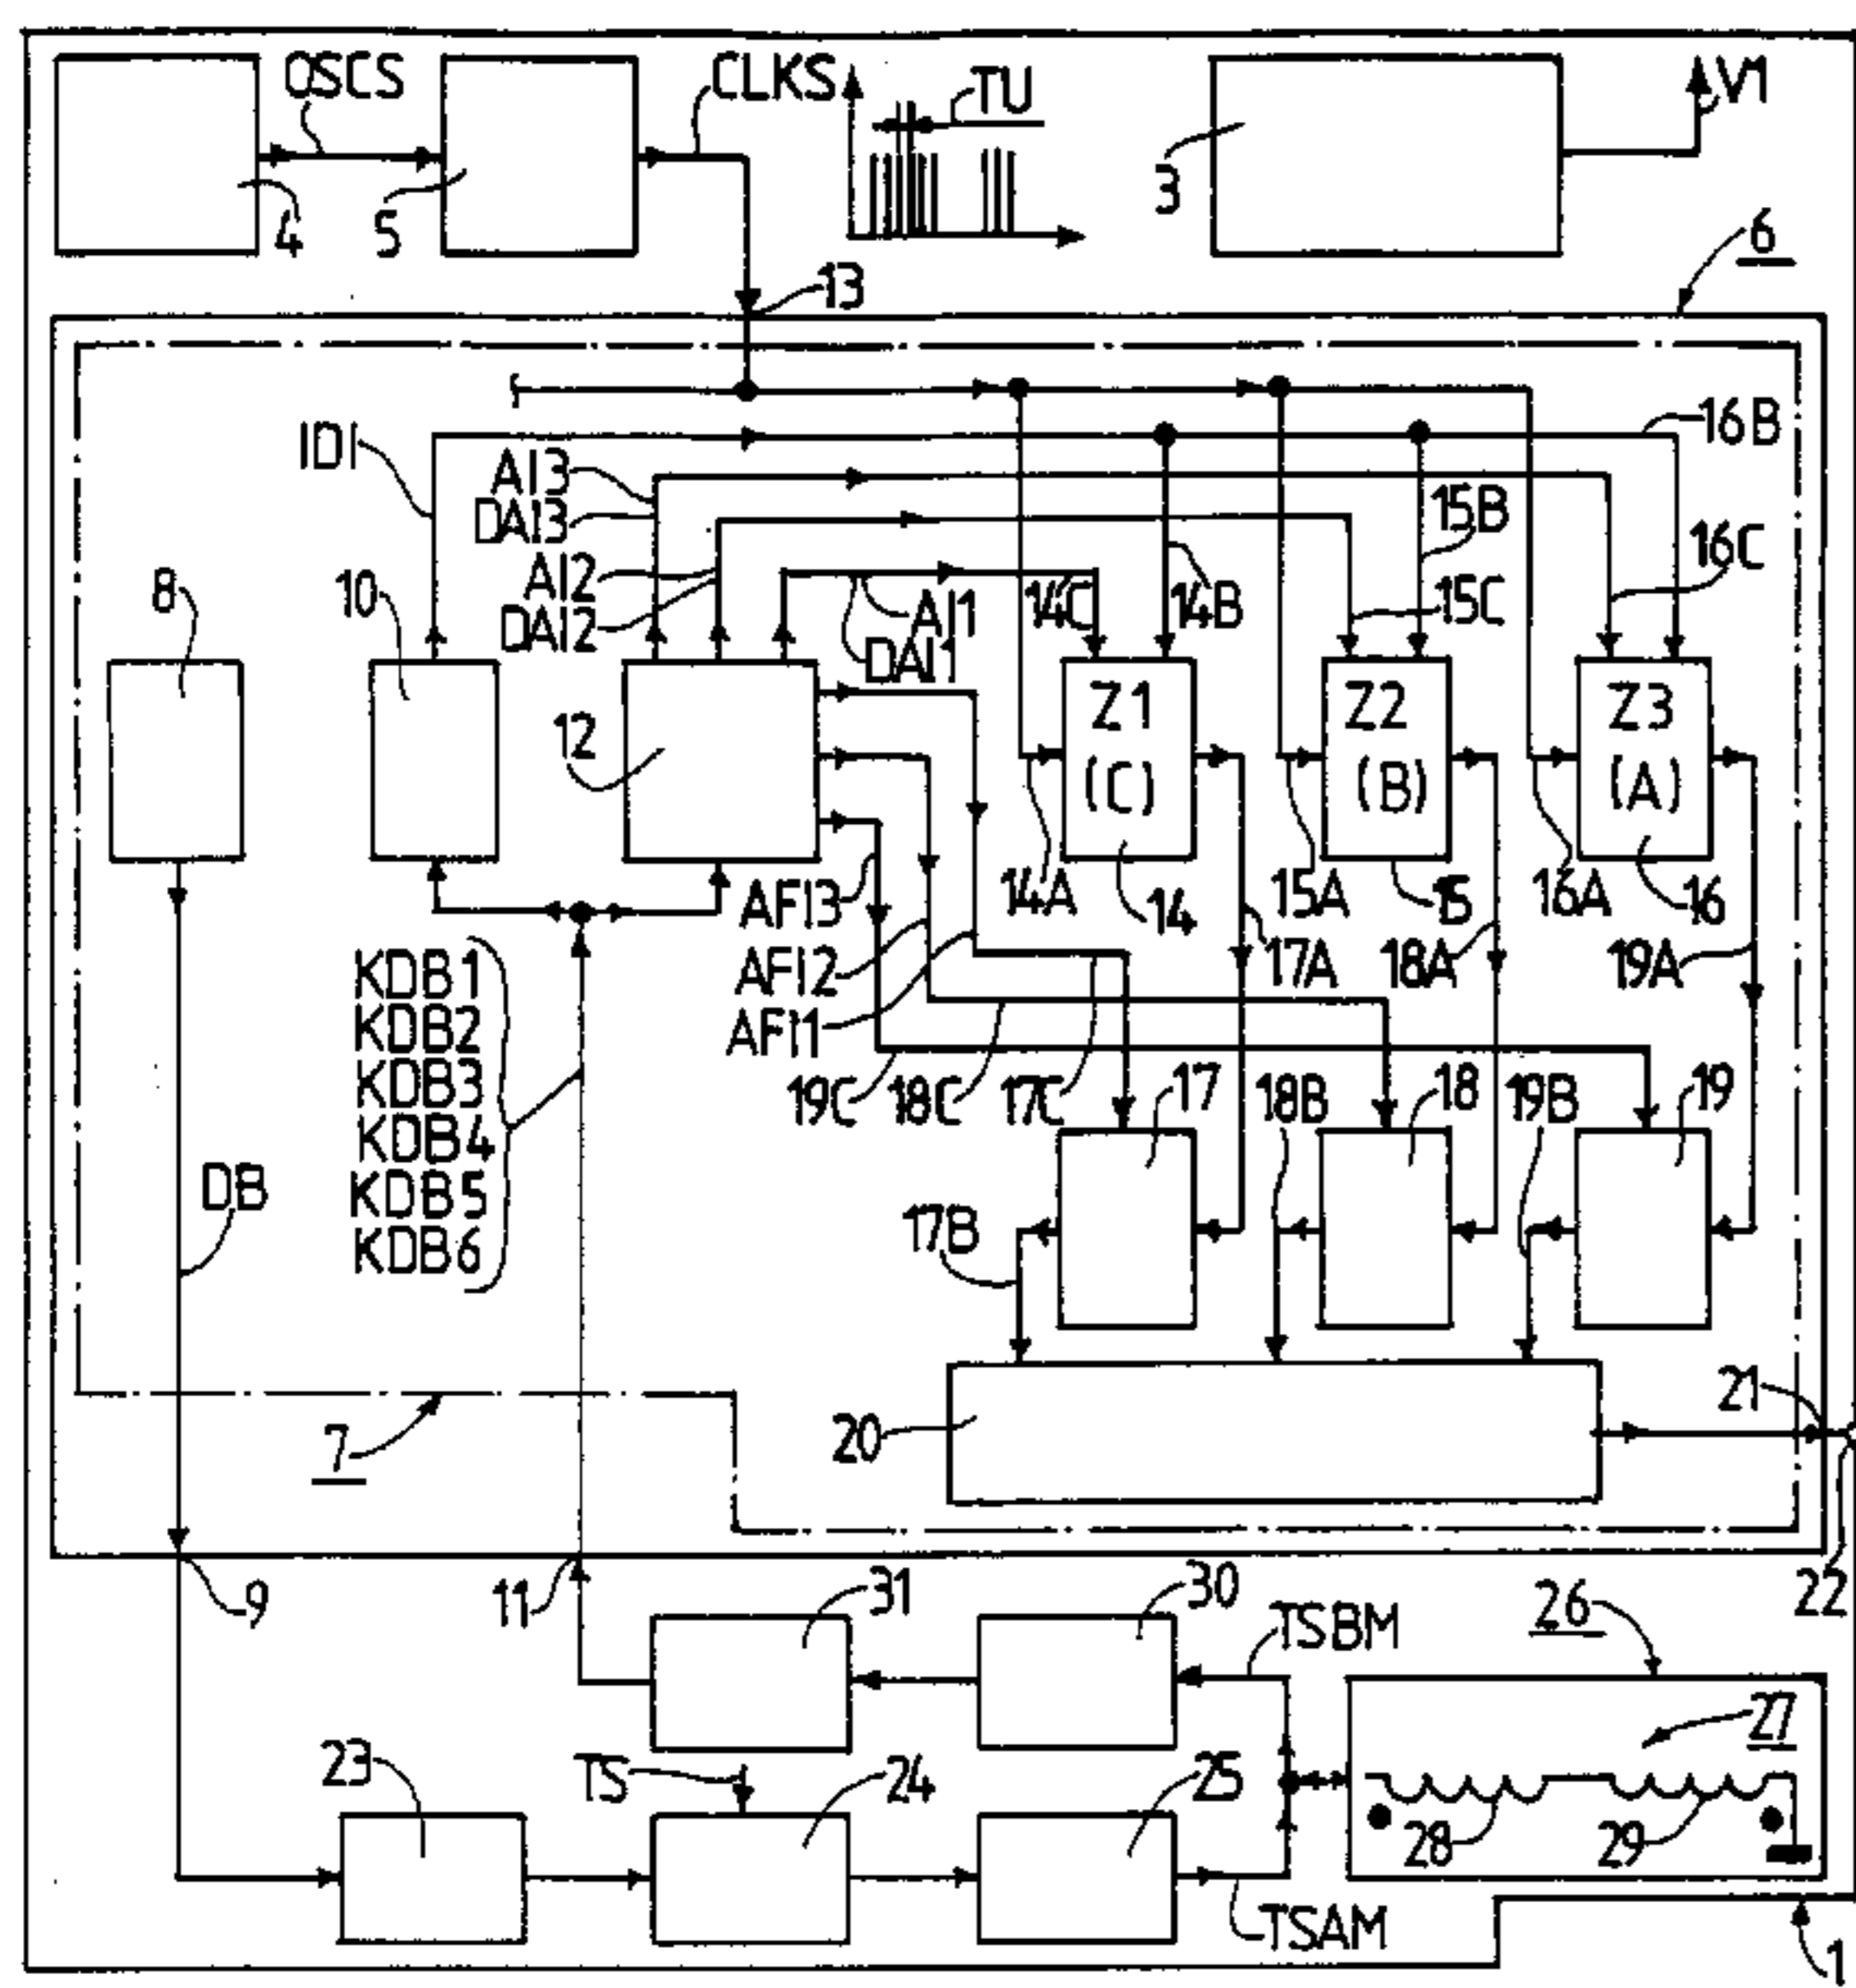 OSCS
CLKS
TU
V1
4
5
3
6
13
IDI
AI3
DAI3
AI2
DAI2
AI1
DAI1
14C
14B
15B
15C
16B
16C
8
10
12
Z1
(C)
Z2
(B)
Z3
(A)
14A
14
15A
15
16A
16
AFI3
AFI2
AFI1
17A
18A
19A
KDB1
KDB2
KDB3
KDB4
KDB5
KDB6
19C
18C
17C
17
18B
18
19B
19
DB
17B
7
20
21
22
9
11
31
30
TSBM
26
27
23
TS
24
25
28
29
TSAM
1